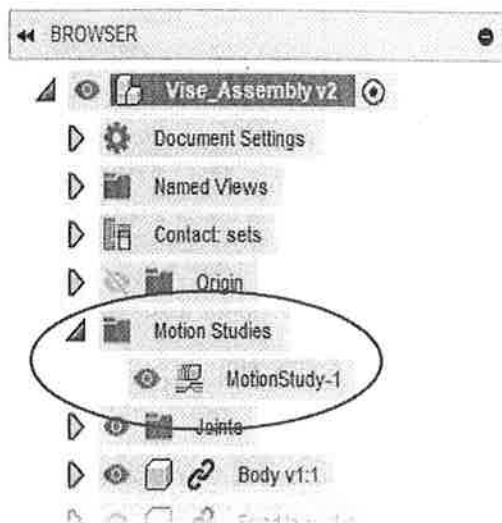 BROWSER
Vise_Assembly v2
Document Settings
Named Views
Contact: sets
Origin
Motion Studies
MotionStudy-1
Joints
Body v1:1